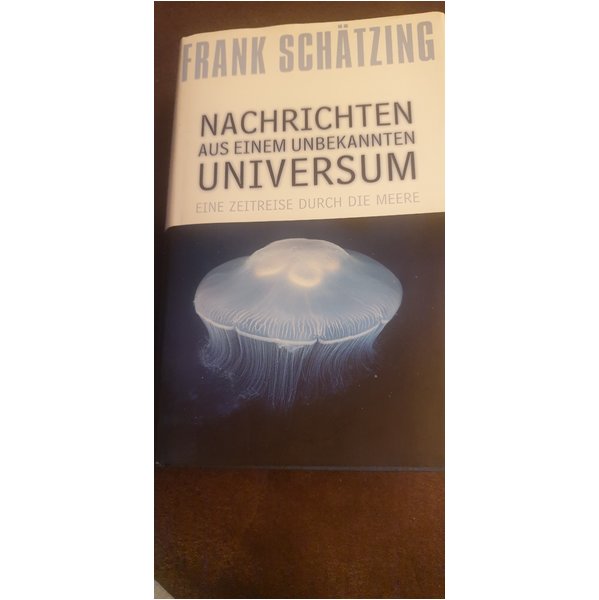 FRANK SCHÄTZING
NACHRICHTEN
AUS EINEM UNBEKANNTEN
UNIVERSUM
EINE ZEITREISE DURCH DIE MEERE